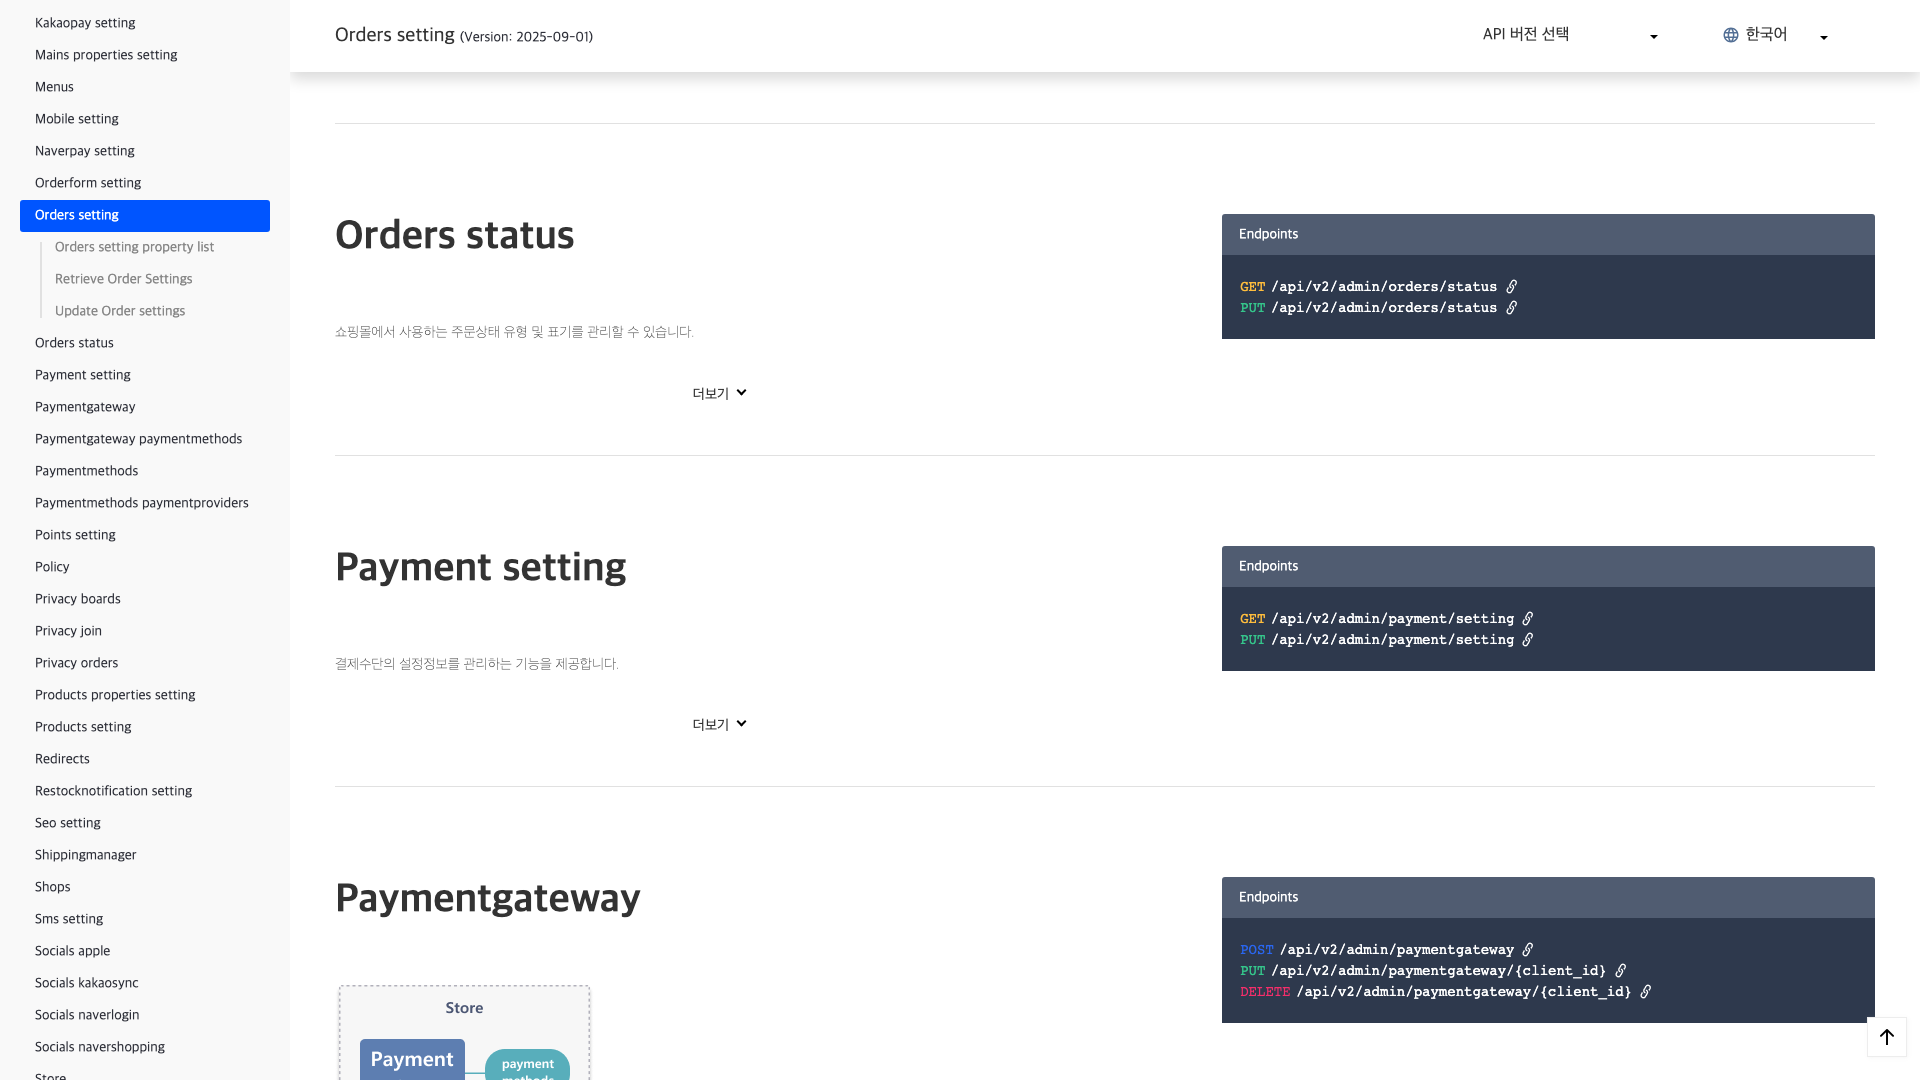 Kakaopay setting
Mains properties setting
Menus
Mobile setting
Naverpay setting
Orderform setting
Orders setting
Orders setting property list
Retrieve Order Settings
Update Order settings
Orders status
Payment setting
Paymentgateway
Paymentgateway paymentmethods
Paymentmethods
Paymentmethods paymentproviders
Points setting
Policy
Privacy boards
Privacy join
Privacy orders
Products properties setting
Products setting
Redirects
Restocknotification setting
Seo setting
Shippingmanager
Shops
Sms setting
Socials apple
Socials kakaosync
Socials naverlogin
Socials navershopping
Store
Orders setting (Version: 2025-09-01)
API 버전 선택
한국어
Orders status
쇼핑몰에서 사용하는 주문상태 유형 및 표기를 관리할 수 있습니다.
더보기
Endpoints
GET /api/v2/admin/orders/status
PUT /api/v2/admin/orders/status
Payment setting
결제수단의 설정정보를 관리하는 기능을 제공합니다.
더보기
Endpoints
GET /api/v2/admin/payment/setting
PUT /api/v2/admin/payment/setting
Paymentgateway
Endpoints
POST /api/v2/admin/paymentgateway
PUT /api/v2/admin/paymentgateway/{client_id}
DELETE /api/v2/admin/paymentgateway/{client_id}
Store
Payment
payment
methods